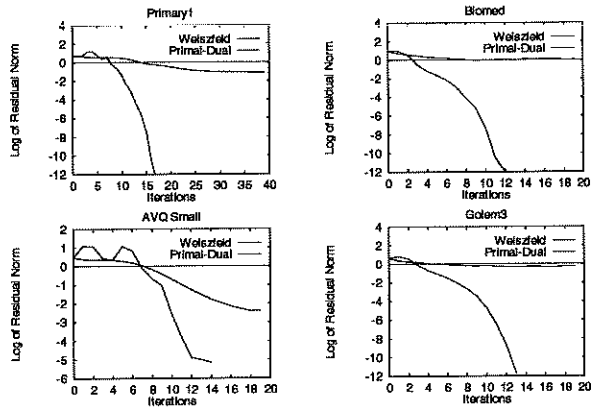 Primary1
Log of Residual Norm
4
2
0
-2
-4
-6
-8
-10
-12
Weiszfeld
Primal-Dual
0 5 10 15 20 25 30 35 40
Iterations
Biomed
Log of Residual Norm
4
2
0
-2
-4
-6
-8
-10
-12
Weiszfeld
Primal-Dual
0 2 4 6 8 10 12 14 16 18 20
Iterations
AVQ Small
Log of Residual Norm
2
1
0
-1
-2
-3
-4
-5
-6
Weiszfeld
Primal-Dual
0 2 4 6 8 10 12 14 16 18 20
Iterations
Golem3
Log of Residual Norm
4
2
0
-2
-4
-6
-8
-10
-12
Weiszfeld
Primal-Dual
0 2 4 6 8 10 12 14 16 18 20
Iterations